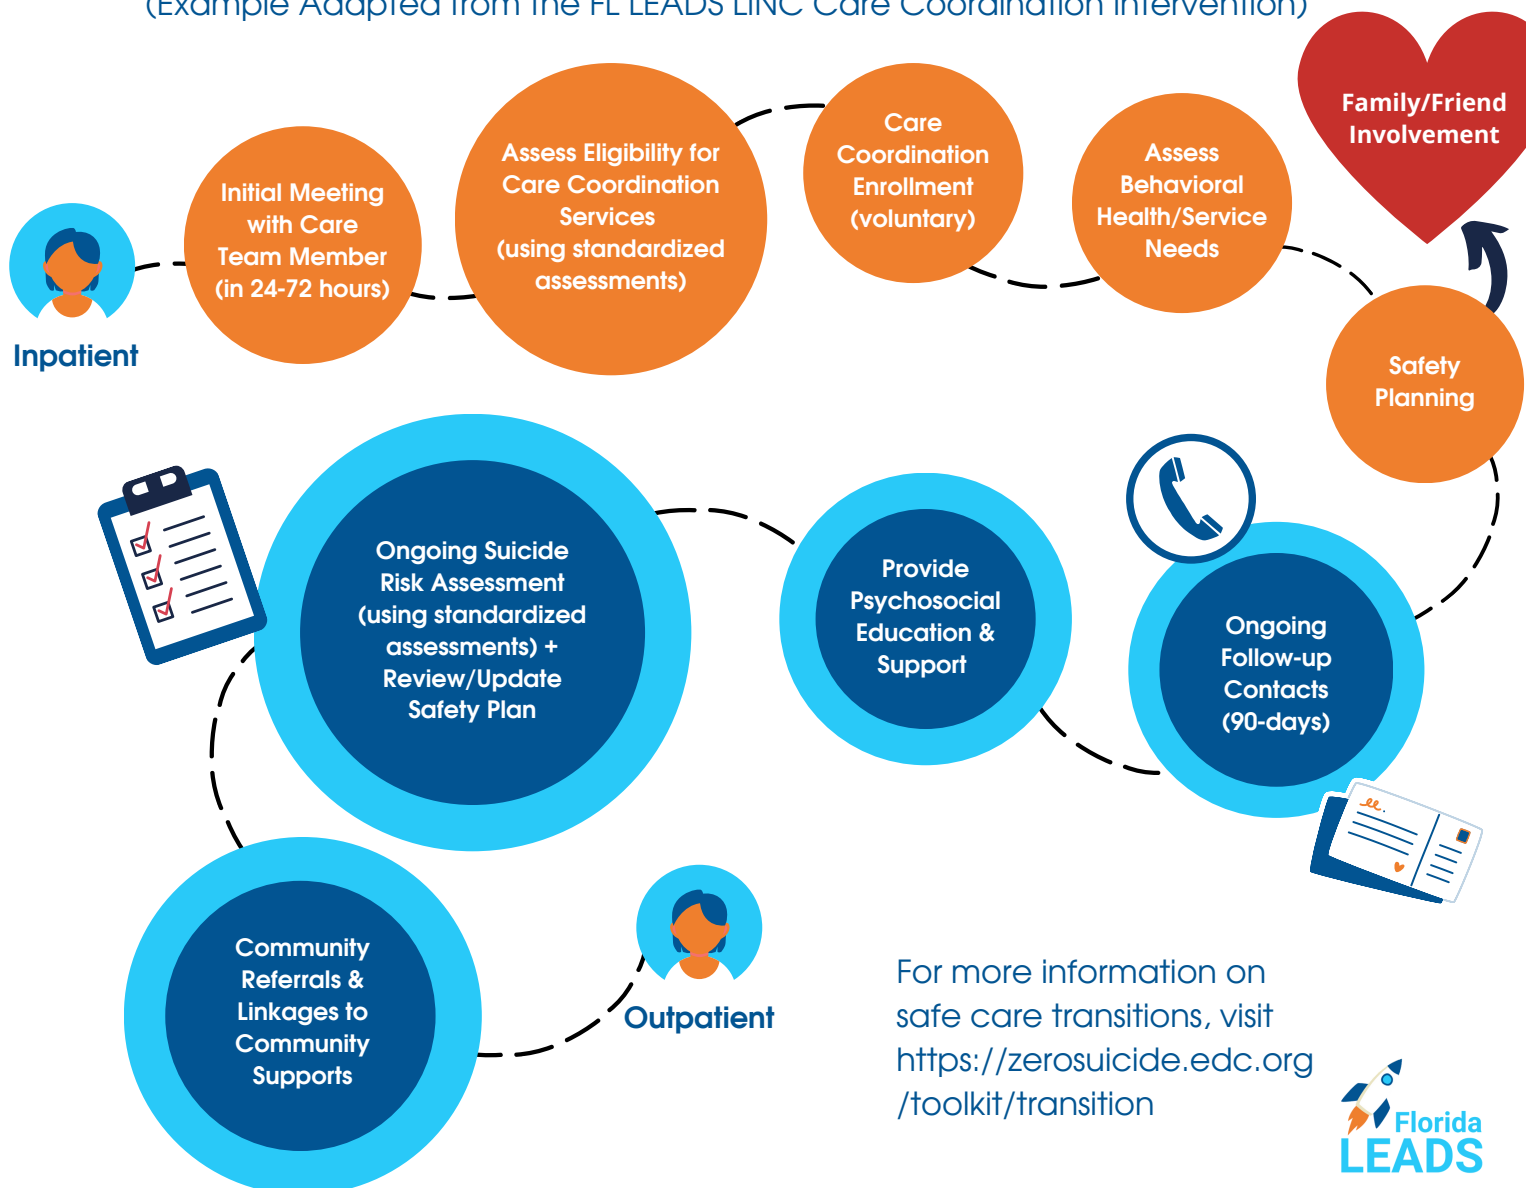 (Example Adapted from the FL LEADS LINC Care Coordination Intervention)
Inpatient
Initial Meeting
with Care
Team Member
(in 24-72 hours)
Assess Eligibility for
Care Coordination
Services
(using standardized
assessments)
Care
Coordination
Enrollment
(voluntary)
Assess
Behavioral
Health/Service
Needs
Family/Friend
Involvement
Safety
Planning
Ongoing
Follow-up
Contacts
(90-days)
Provide
Psychosocial
Education &
Support
Ongoing Suicide
Risk Assessment
(using standardized
assessments) +
Review/Update
Safety Plan
Community
Referrals &
Linkages to
Community
Supports
Outpatient
For more information on
safe care transitions, visit
https://zerosuicide.edc.org
/toolkit/transition
Florida
LEADS